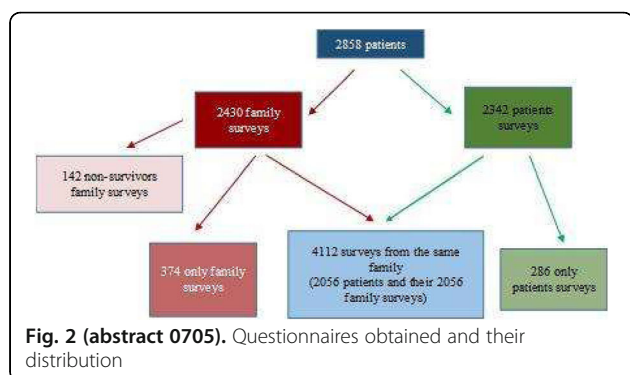 2858 patients
2430 family
surveys
2342 patients
surveys
142 non-survivors
family surveys
374 only family
surveys
4112 surveys from the same
family
(2056 patients and their 2056
family surveys)
286 only
patients surveys
Fig. 2 (abstract 0705). Questionnaires obtained and their
distribution